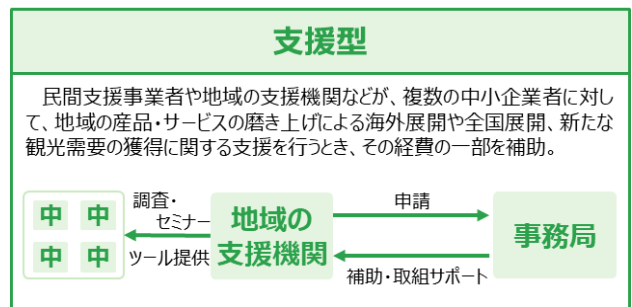 支援型
民間支援事業者や地域の支援機関などが、複数の中小企業者に対し
て、地域の産品・サービスの磨き上げによる海外展開や全国展開、新たな
観光需要の獲得に関する支援を行うとき、その経費の一部を補助。
中 中
中 中
調査・
セミナー
ツール提供
地域の
支援機関
申請
補助・取組サポート
事務局